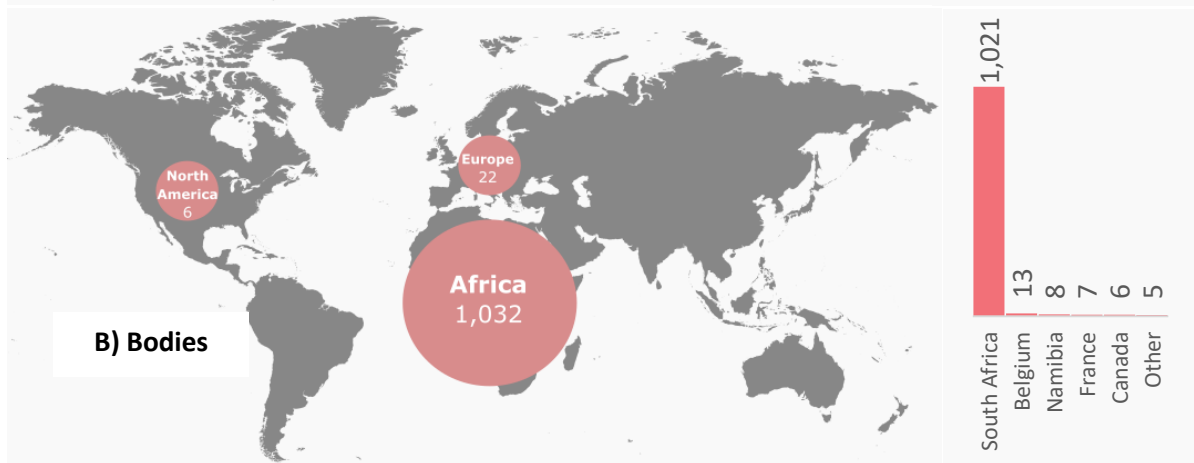 North
America
6
Europe
22
Africa
1,032
B) Bodies
1,021
13
8
7
6
5
South Africa
Belgium
Namibia
France
Canada
Other